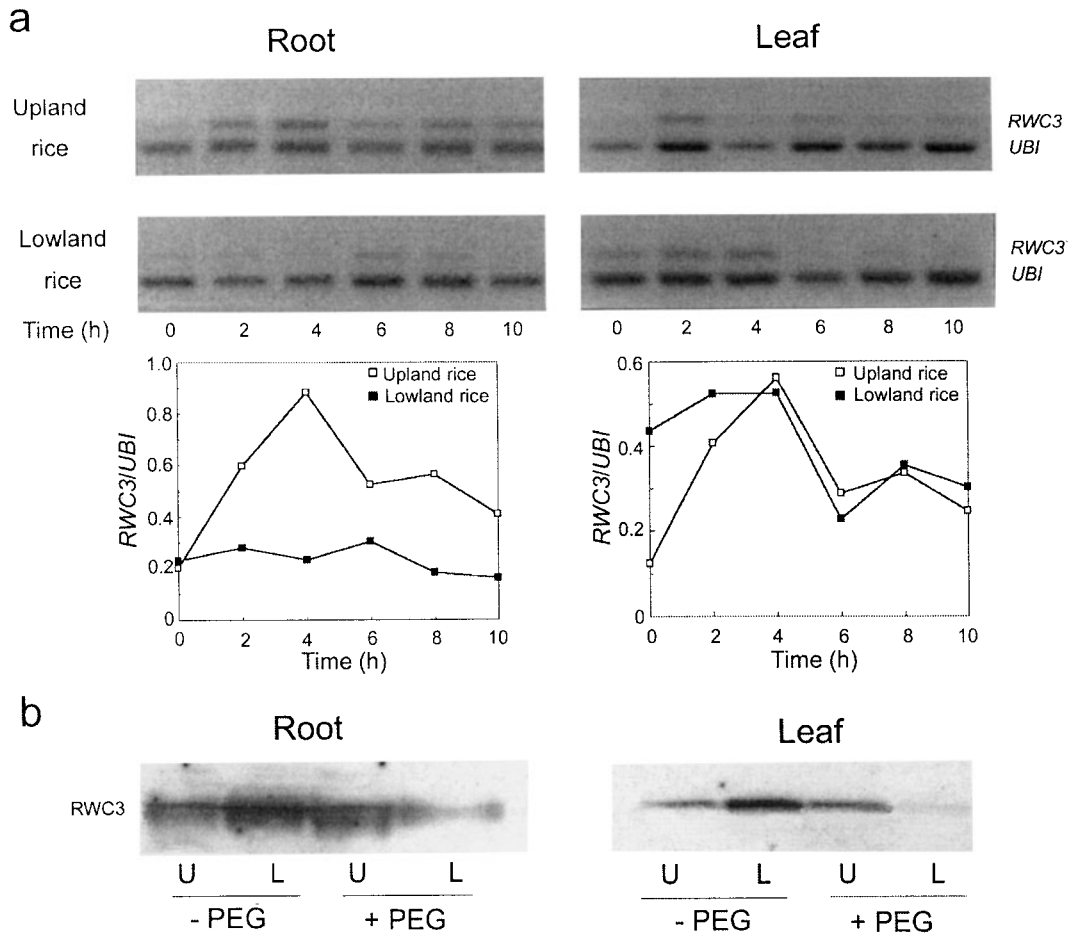 a
Root
Leaf
Upland
rice
RWC3
UBI
Lowland
rice
RWC3
UBI
Time (h)
0 2 4 6 8 10
0 2 4 6 8 10
RWC3/UBI
1.0
0.8
0.6
0.4
0.2
0
Upland rice
Lowland rice
0 2 4 6 8 10
Time (h)
RWC3/UBI
0.6
0.4
0.2
0
Upland rice
Lowland rice
0 2 4 6 8 10
Time (h)
b
Root
Leaf
RWC3
U L U L
- PEG + PEG
U L U L
- PEG + PEG